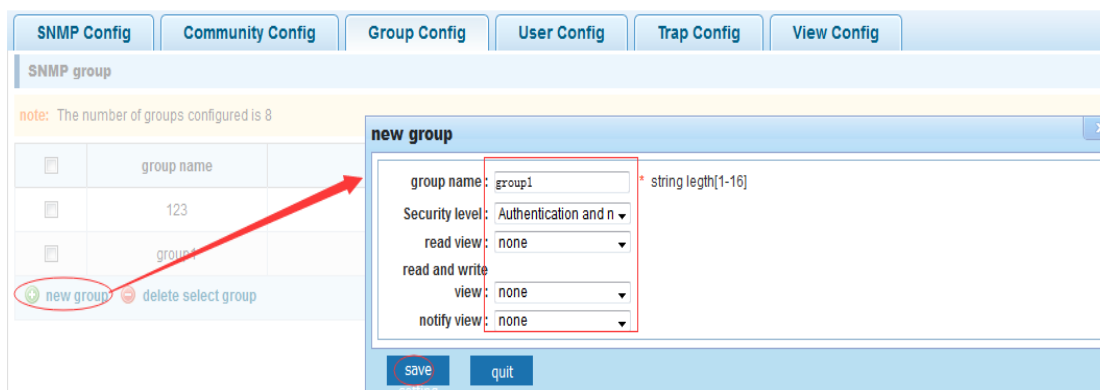 SNMP Config Community Config Group Config User Config Trap Config View Config
SNMP group
note: The number of groups configured is 8
group name
123
group1
new group delete select group
new group
group name : group1 * string legth[1-16]
Security level : Authentication and n
read view : none
read and write
view : none
notify view : none
save quit